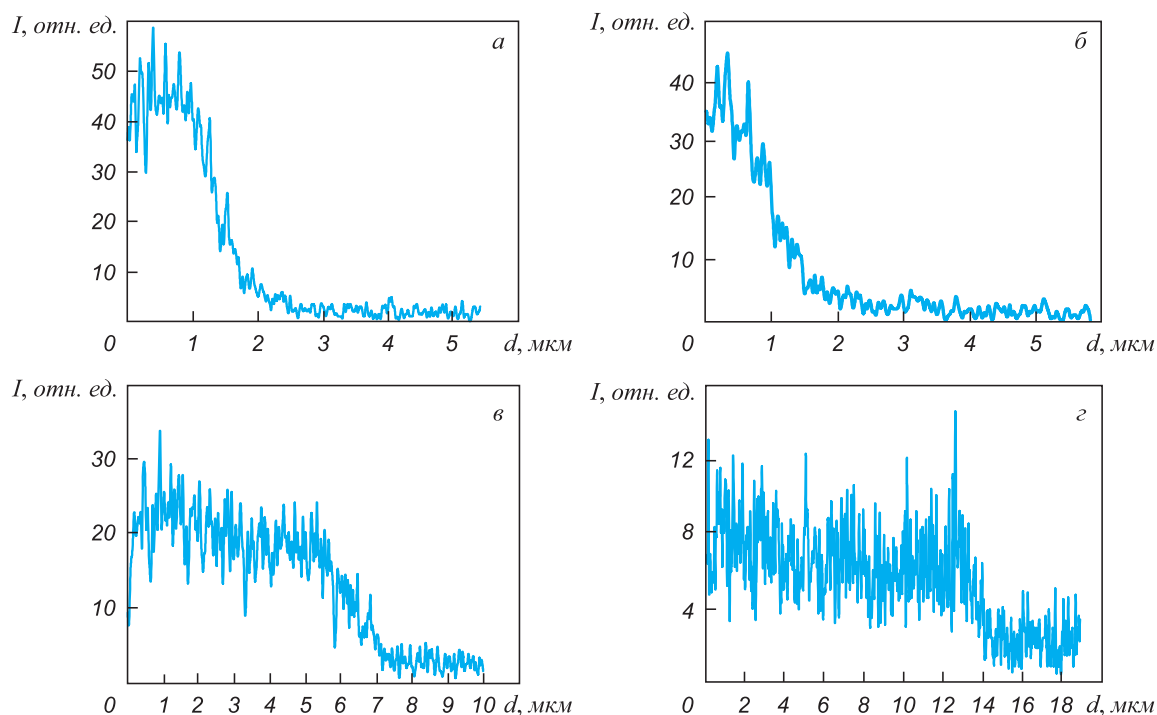 I, отн. ед.
а
50
40
30
20
10
0 1 2 3 4 5 d, мкм
I, отн. ед.
б
40
30
20
10
0 1 2 3 4 5 d, мкм
I, отн. ед.
в
30
20
10
0 1 2 3 4 5 6 7 8 9 10 d, мкм
I, отн. ед.
г
12
8
4
0 2 4 6 8 10 12 14 16 18 d, мкм